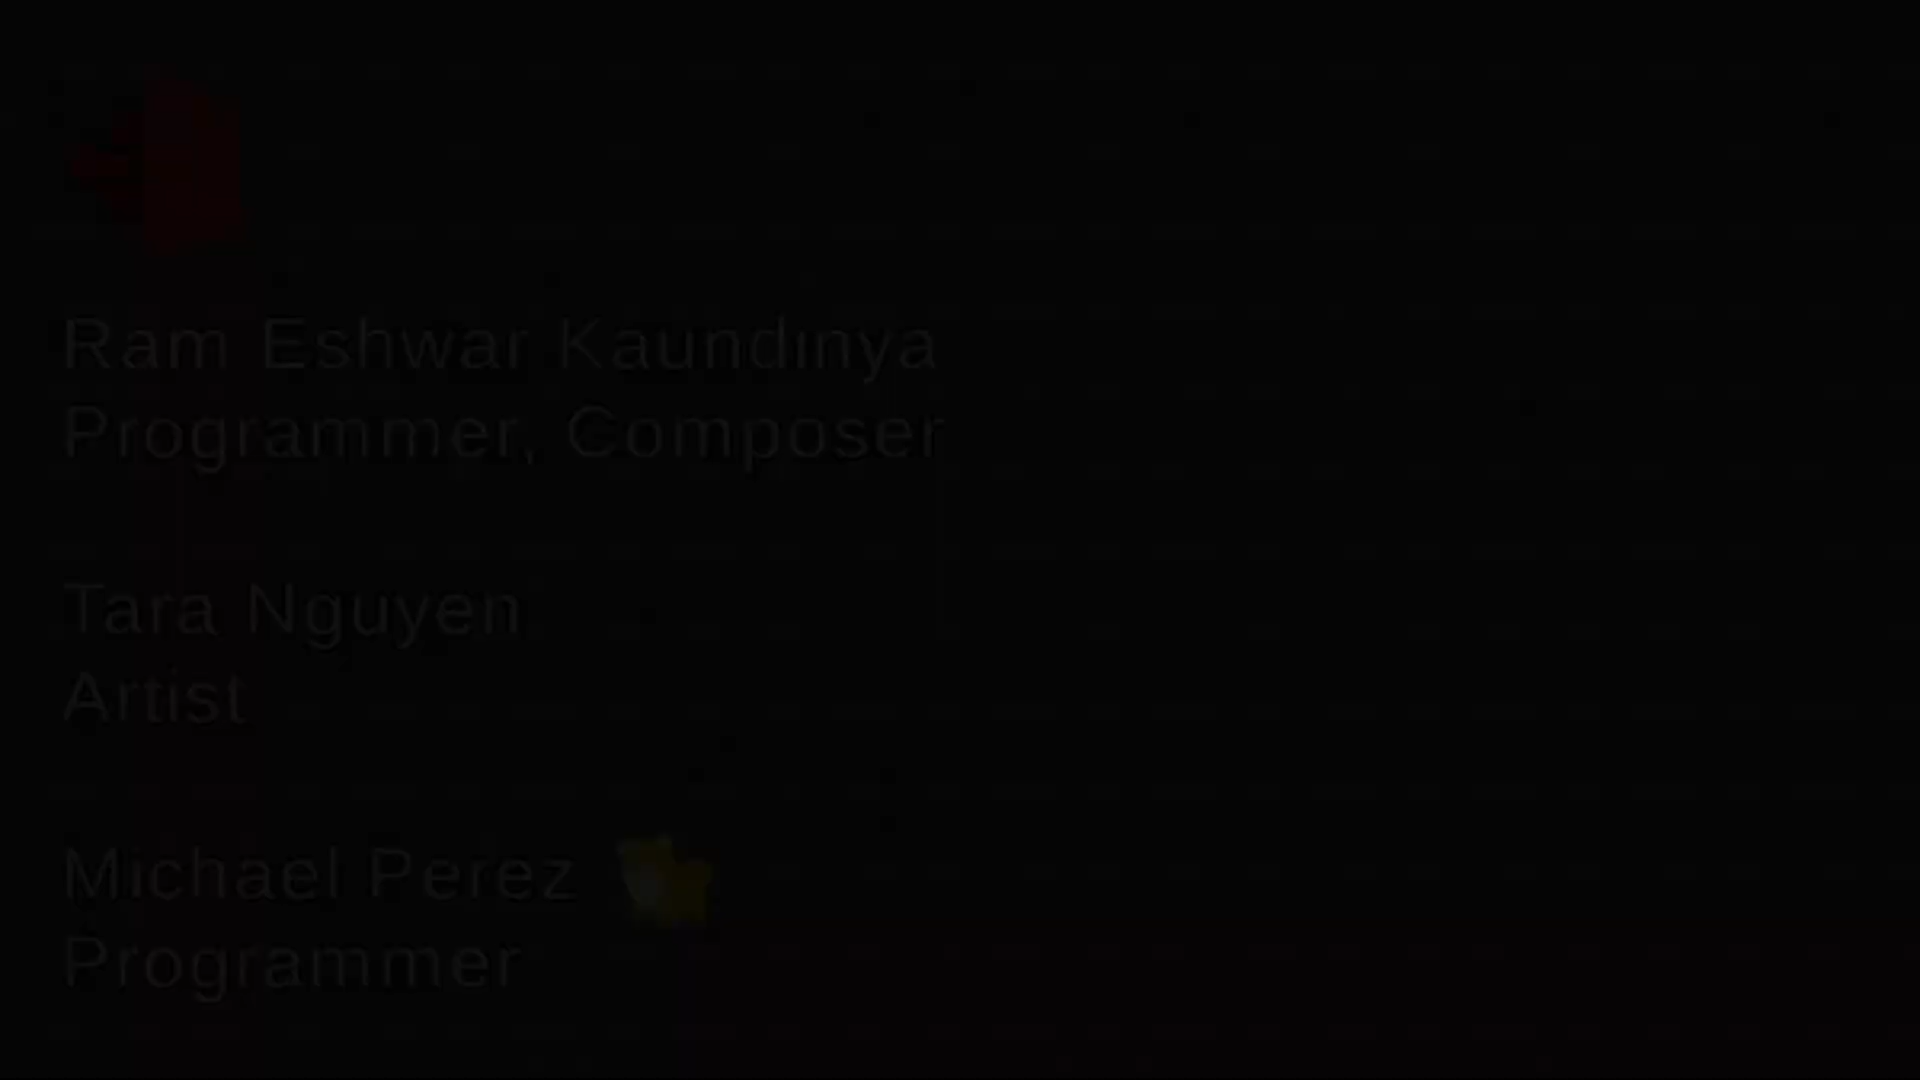 Ram Eshwar Kaundinya
Programmer, Composer
Tara Nguyen
Artist
Michael Perez
Programmer